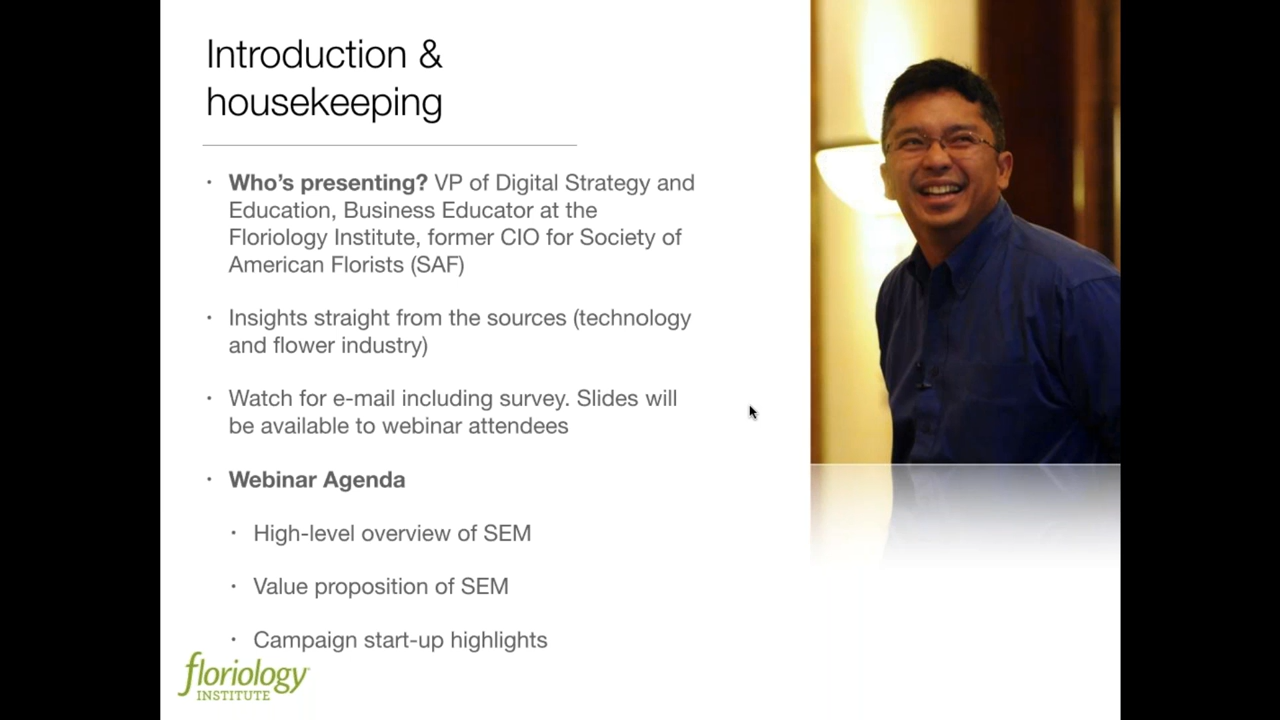 Introduction &
housekeeping
• Who's presenting? VP of Digital Strategy and
Education, Business Educator at the
Floriology Institute, former CIO for Society of
American Florists (SAF)
• Insights straight from the sources (technology
and flower industry)
• Watch for e-mail including survey. Slides will
be available to webinar attendees
• Webinar Agenda
• High-level overview of SEM
• Value proposition of SEM
• Campaign start-up highlights
floriology
INSTITUTE